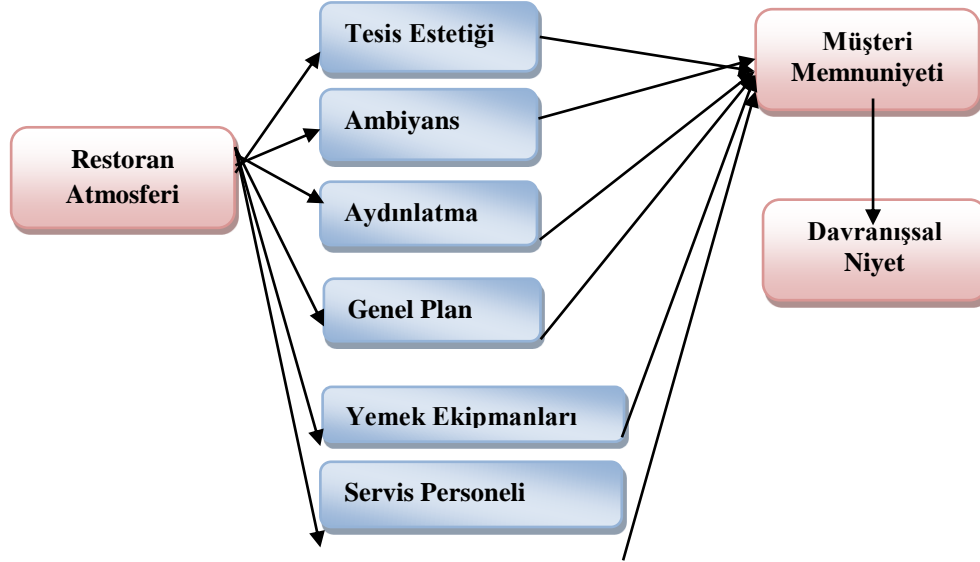 Restoran
Atmosferi
Tesis Estetiği
Ambiyans
Aydınlatma
Genel Plan
Yemek Ekipmanları
Servis Personeli
Müşteri
Memnuniyeti
Davranışsal
Niyet